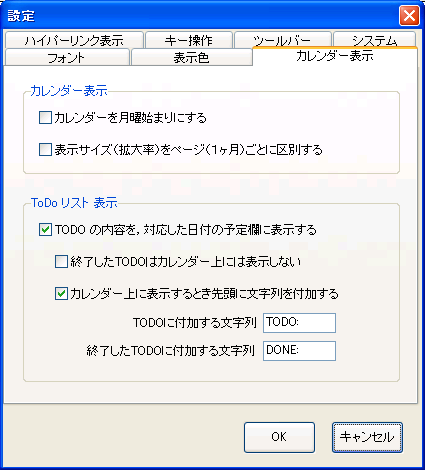 設定
ハイパーリンク表示 キー操作 ツールバー システム
フォント 表示色 カレンダー表示
カレンダー表示
カレンダーを月曜始まりにする
表示サイズ(拡大率)をページ(1ヶ月)ごとに区別する
ToDo リスト 表示
TODO の内容を, 対応した日付の予定欄に表示する
終了したTODOはカレンダー上には表示しない
カレンダー上に表示するとき先頭に文字列を付加する
TODOに付加する文字列 TODO:
終了したTODOに付加する文字列 DONE:
OK キャンセル